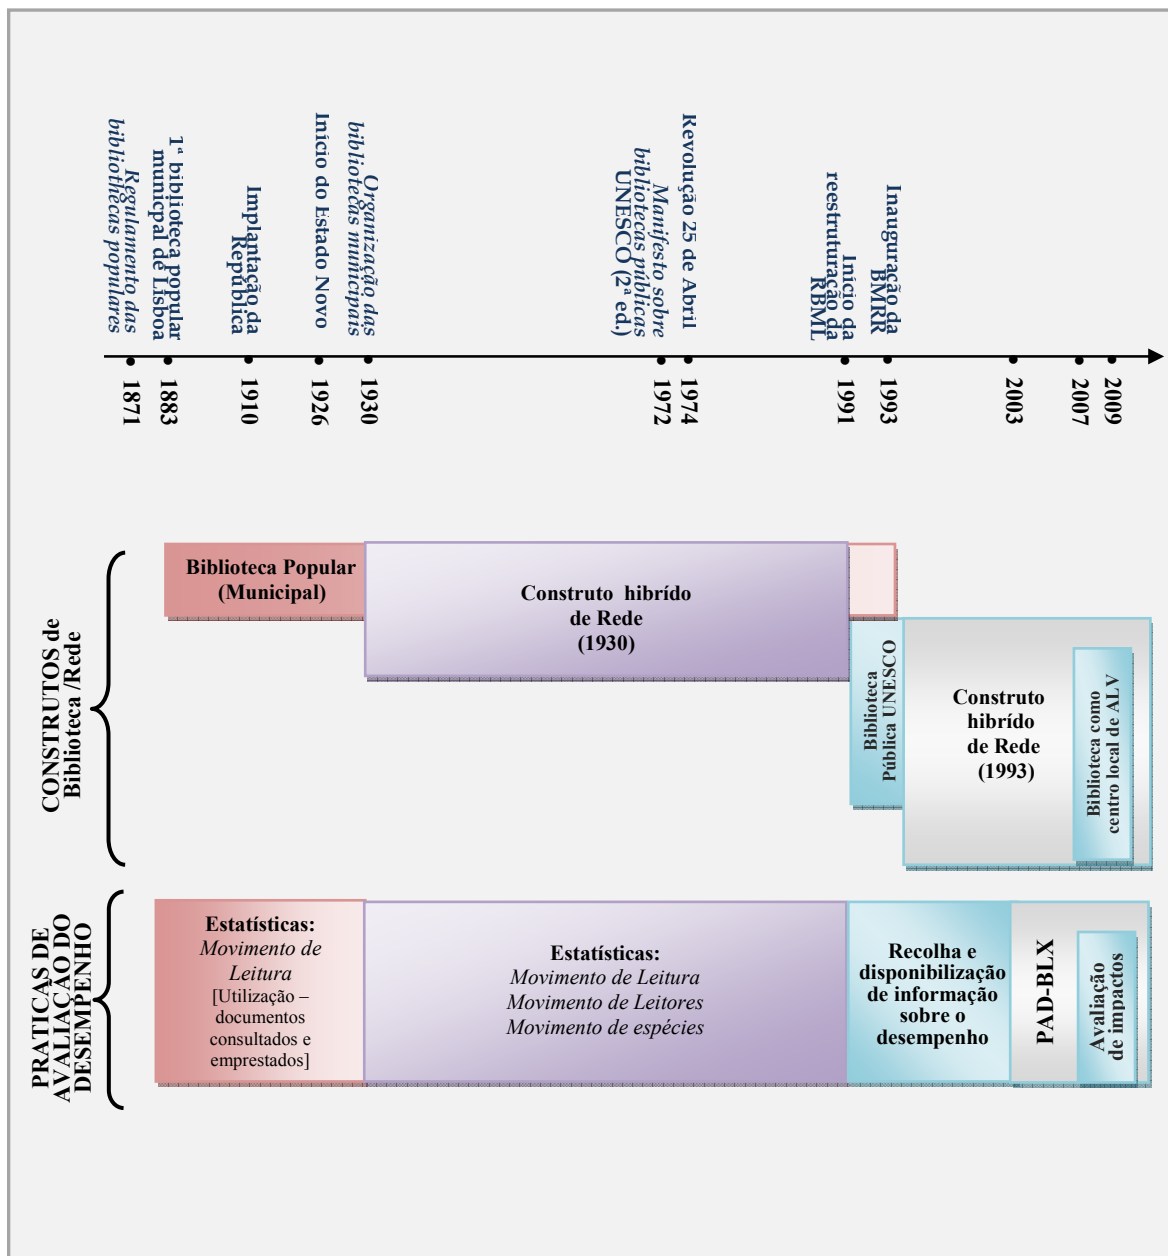 Regulamento das
bibliothecas populares
1ª biblioteca popular
municpal de Lisboa
Implantação da
República
Início do Estado Novo
Organização das
bibliotecas municipais
Manifesto sobre
bibliotecas públicas
UNESCO (2ª ed.)
Revolução 25 de Abril
Início da
reestruturação da
RBML
Inauguração da
BMRR
1871
1883
1910
1926
1930
1972
1974
1991
1993
2003
2007
2009
CONSTRUTOS de
Biblioteca /Rede
Biblioteca Popular
(Municipal)
Construto hibrído
de Rede
(1930)
Biblioteca
Pública UNESCO
Construto
hibrído
de Rede
(1993)
Biblioteca como
centro local de ALV
PRATICAS DE
AVALIAÇÃO DO
DESEMPENHO
Estatísticas:
Movimento de
Leitura
[Utilização –
documentos
consultados e
emprestados]
Estatísticas:
Movimento de Leitura
Movimento de Leitores
Movimento de espécies
Recolha e
disponibilização
de informação
sobre o
desempenho
PAD-BLX
Avaliação
de impactos